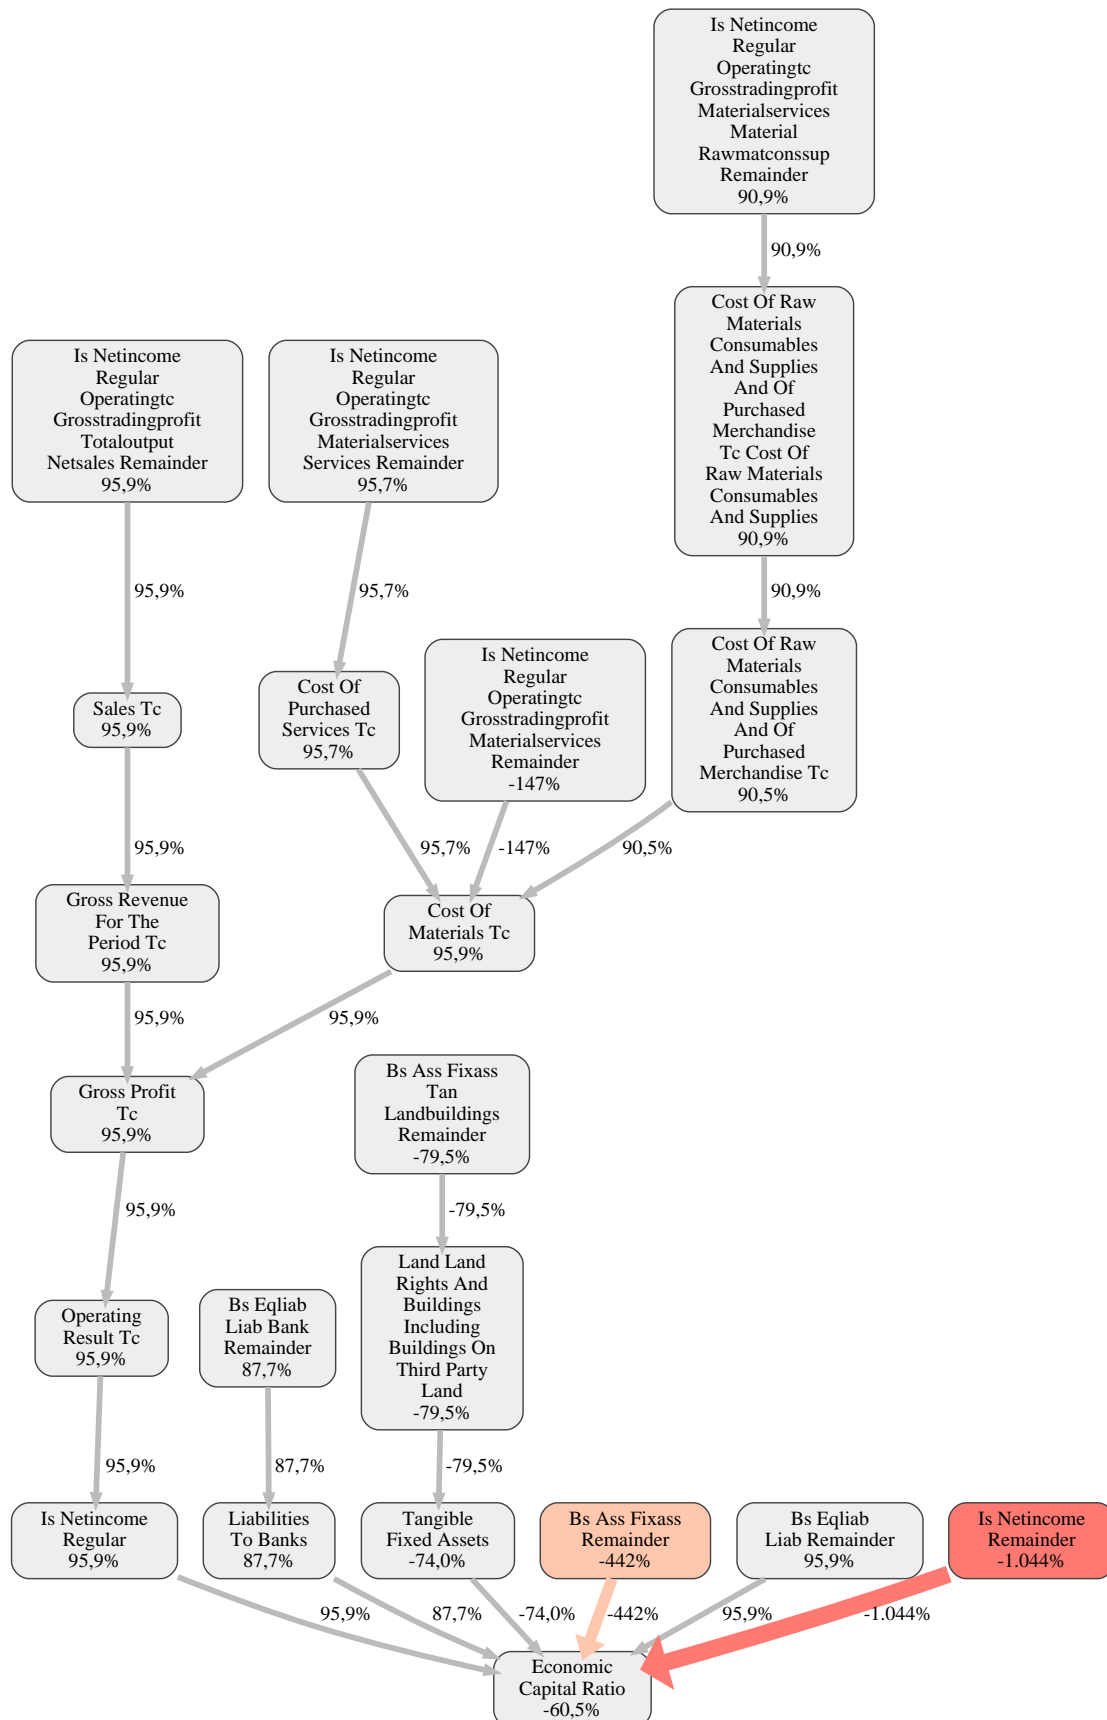 Is Netincome
Regular
Operatingtc
Grosstradingprofit
Materialservices
Material
Rawmatconssup
Remainder
90,9%
90,9%
Cost Of Raw
Materials
Consumables
And Supplies
And Of
Purchased
Merchandise
Tc Cost Of
Raw Materials
Consumables
And Supplies
90,9%
Is Netincome
Regular
Operatingtc
Grosstradingprofit
Totaloutput
Netsales Remainder
95,9%
Is Netincome
Regular
Operatingtc
Grosstradingprofit
Materialservices
Services Remainder
95,7%
95,9%
95,7%
90,9%
Sales Tc
95,9%
Cost Of
Purchased
Services Tc
95,7%
Is Netincome
Regular
Operatingtc
Grosstradingprofit
Materialservices
Remainder
-147%
Cost Of Raw
Materials
Consumables
And Supplies
And Of
Purchased
Merchandise Tc
90,5%
95,9%
95,7%
-147%
90,5%
Gross Revenue
For The
Period Tc
95,9%
Cost Of
Materials Tc
95,9%
95,9%
95,9%
Gross Profit
Tc
95,9%
Bs Ass Fixass
Tan
Landbuildings
Remainder
-79,5%
95,9%
-79,5%
Operating
Result Tc
95,9%
Bs Eqliab
Liab Bank
Remainder
87,7%
Land Land
Rights And
Buildings
Including
Buildings On
Third Party
Land
-79,5%
95,9%
87,7%
-79,5%
Is Netincome
Regular
95,9%
Liabilities
To Banks
87,7%
Tangible
Fixed Assets
-74,0%
Bs Ass Fixass
Remainder
-442%
Bs Eqliab
Liab Remainder
95,9%
Is Netincome
Remainder
-1.044%
95,9%
87,7%
-74,0%
-442%
95,9%
-1.044%
Economic
Capital Ratio
-60,5%